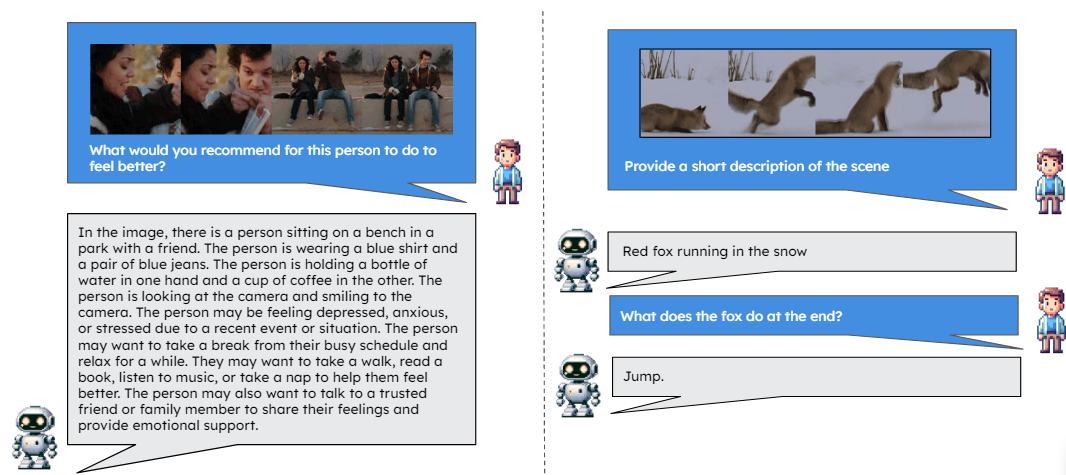 What would you recommend for this person to do to
feel better?
In the image, there is a person sitting on a bench in a
park with a friend. The person is wearing a blue shirt and
a pair of blue jeans. The person is holding a bottle of
water in one hand and a cup of coffee in the other. The
person is looking at the camera and smiling to the
camera. The person may be feeling depressed, anxious,
or stressed due to a recent event or situation. The person
may want to take a break from their busy schedule and
relax for a while. They may want to take a walk, read a
book, listen to music, or take a nap to help them feel
better. The person may also want to talk to a trusted
friend or family member to share their feelings and
provide emotional support.
Provide a short description of the scene
Red fox running in the snow
What does the fox do at the end?
Jump.